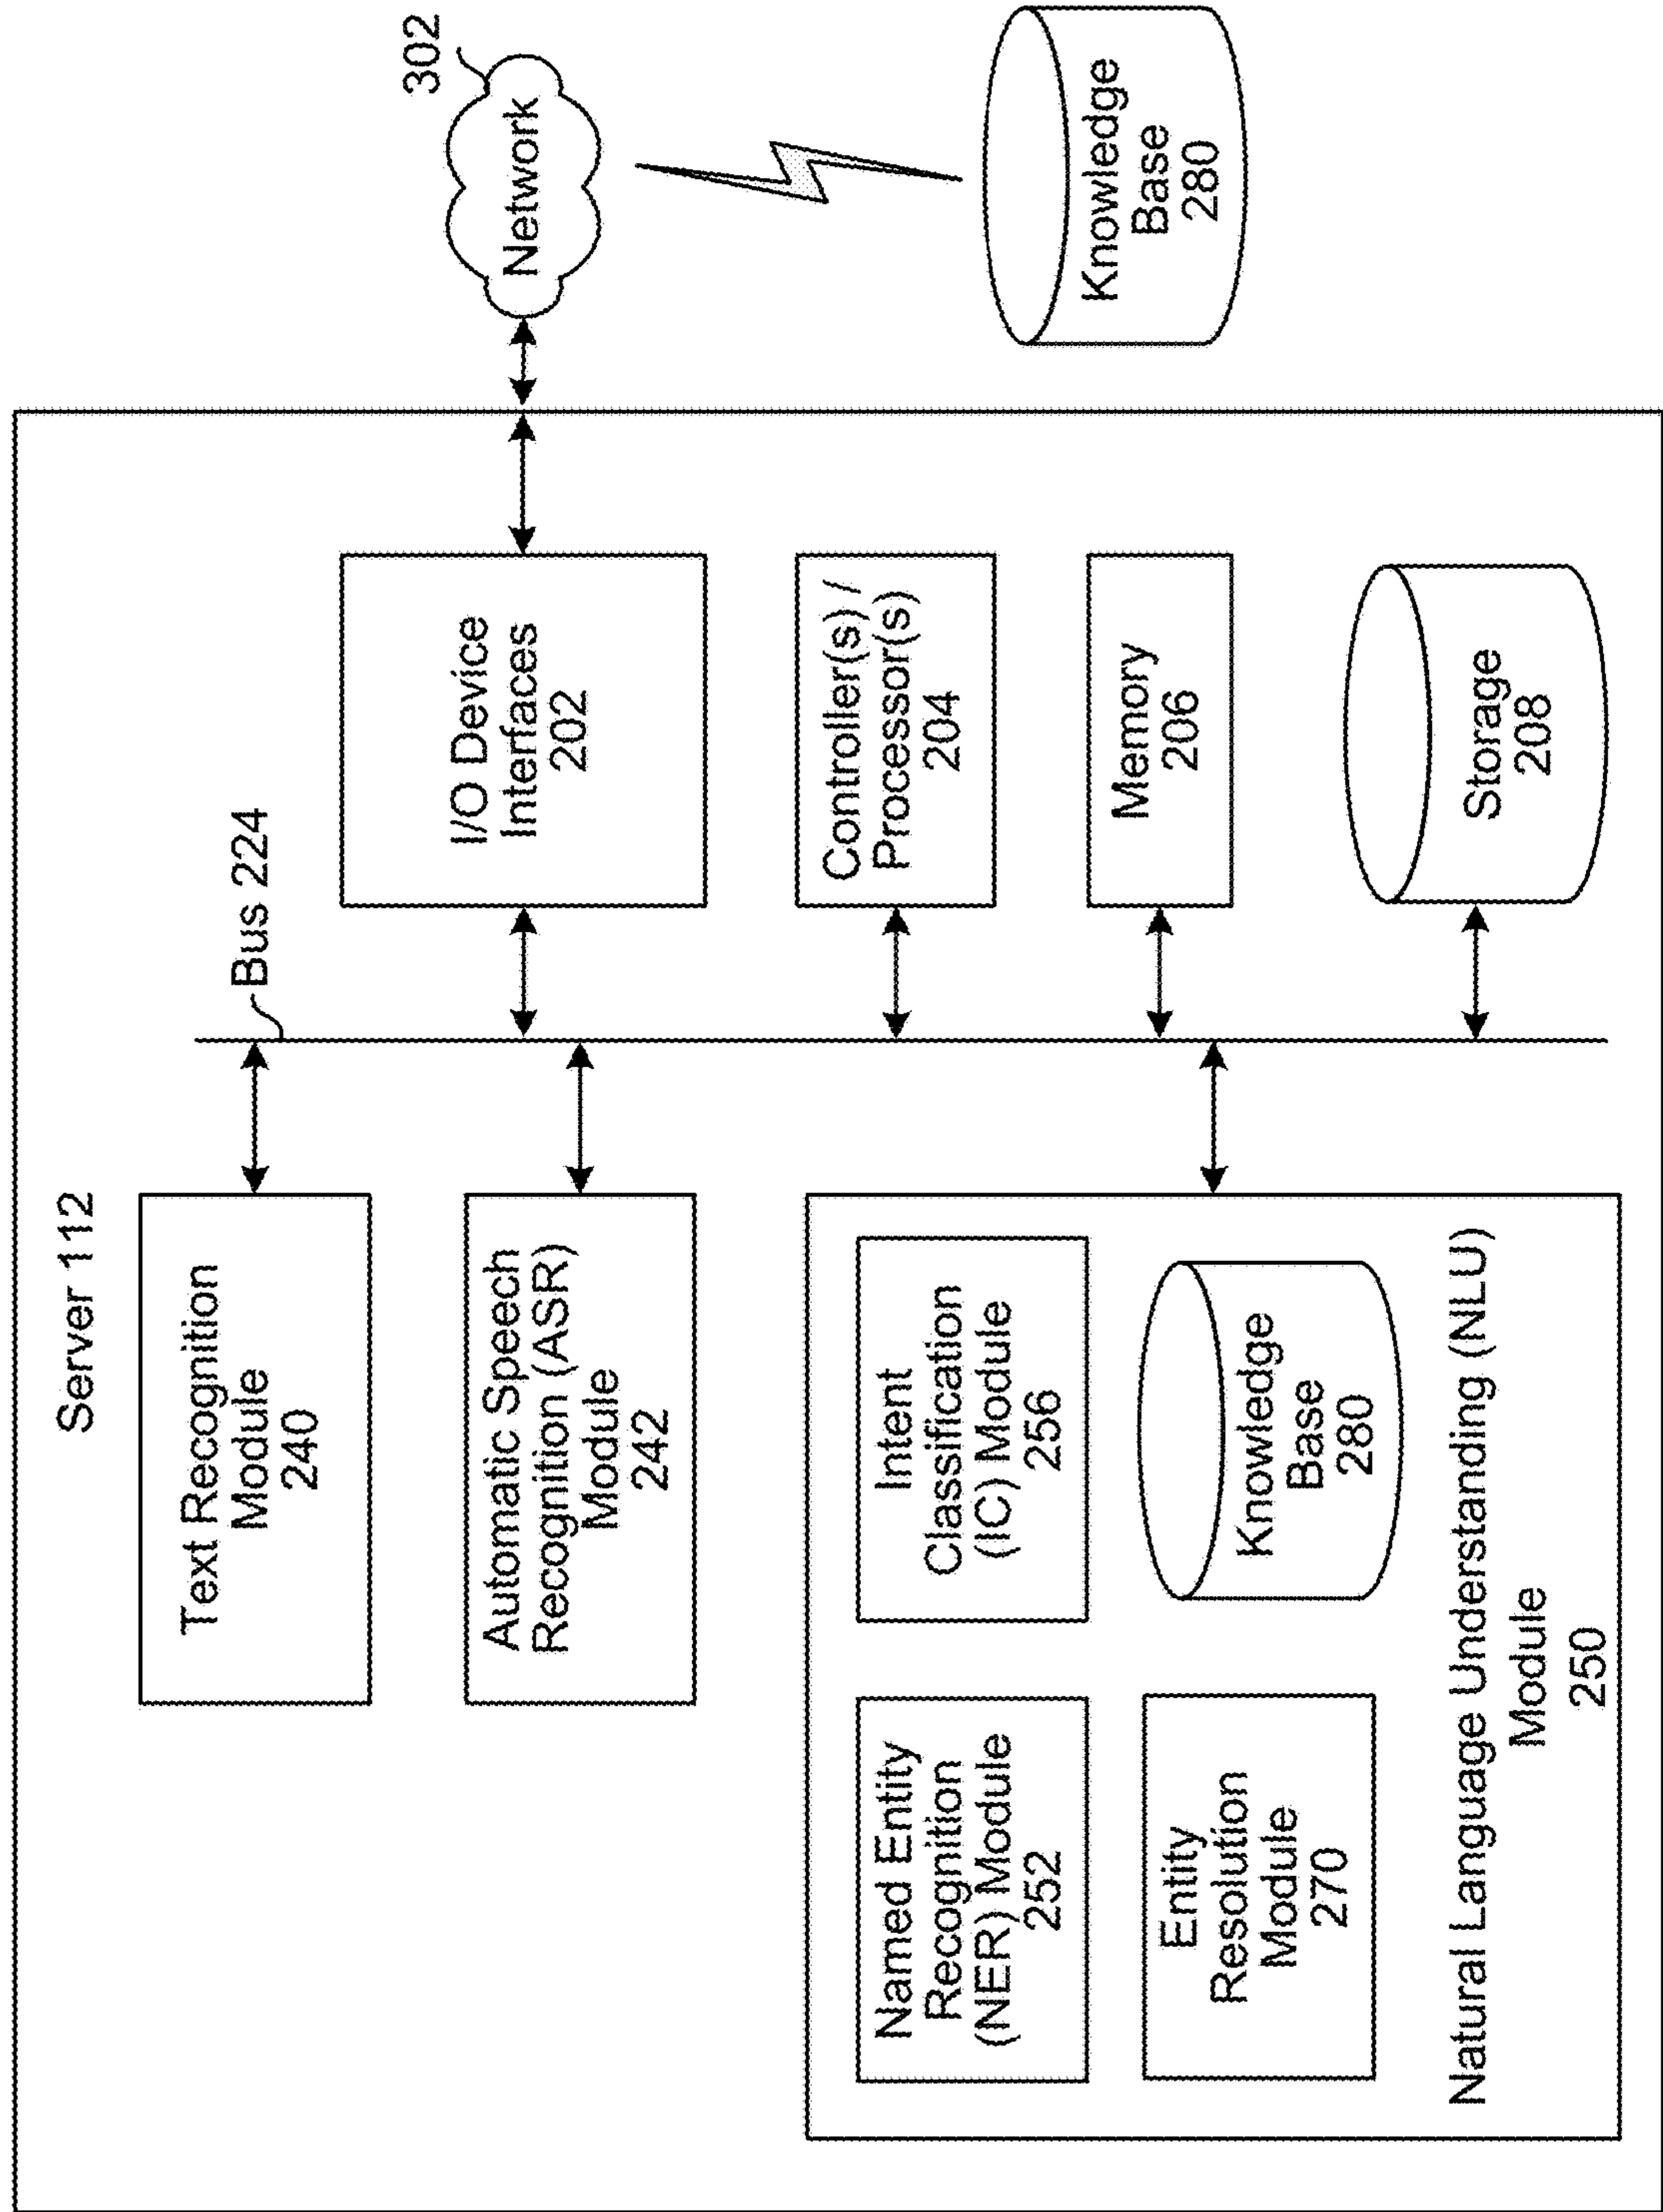 Server 112
Bus 224
302
Text Recognition
Module
240
I/O Device
Interfaces
202
Network
Automatic Speech
Recognition (ASR)
Module
242
Controller(s) /
Processor(s)
204
Named Entity
Recognition
(NER) Module
252
Intent
Classification
(IC) Module
256
Memory
206
Knowledge
Base
280
Entity
Resolution
Module
270
Knowledge
Base
280
Storage
208
Natural Language Understanding (NLU)
Module
250